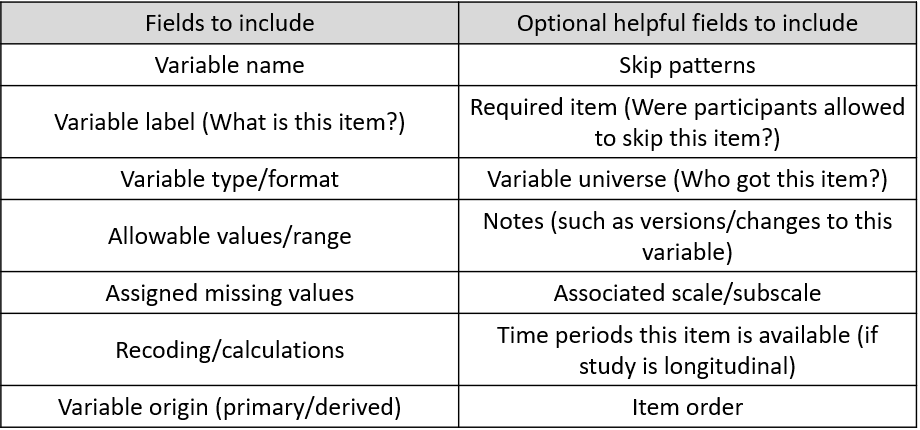 Fields to include
Optional helpful fields to include
Variable name
Skip patterns
Variable label (What is this item?)
Required item (Were participants allowed
to skip this item?)
Variable type/format
Variable universe (Who got this item?)
Allowable values/range
Notes (such as versions/changes to this
variable)
Assigned missing values
Associated scale/subscale
Recoding/calculations
Time periods this item is available (if
study is longitudinal)
Variable origin (primary/derived)
Item order